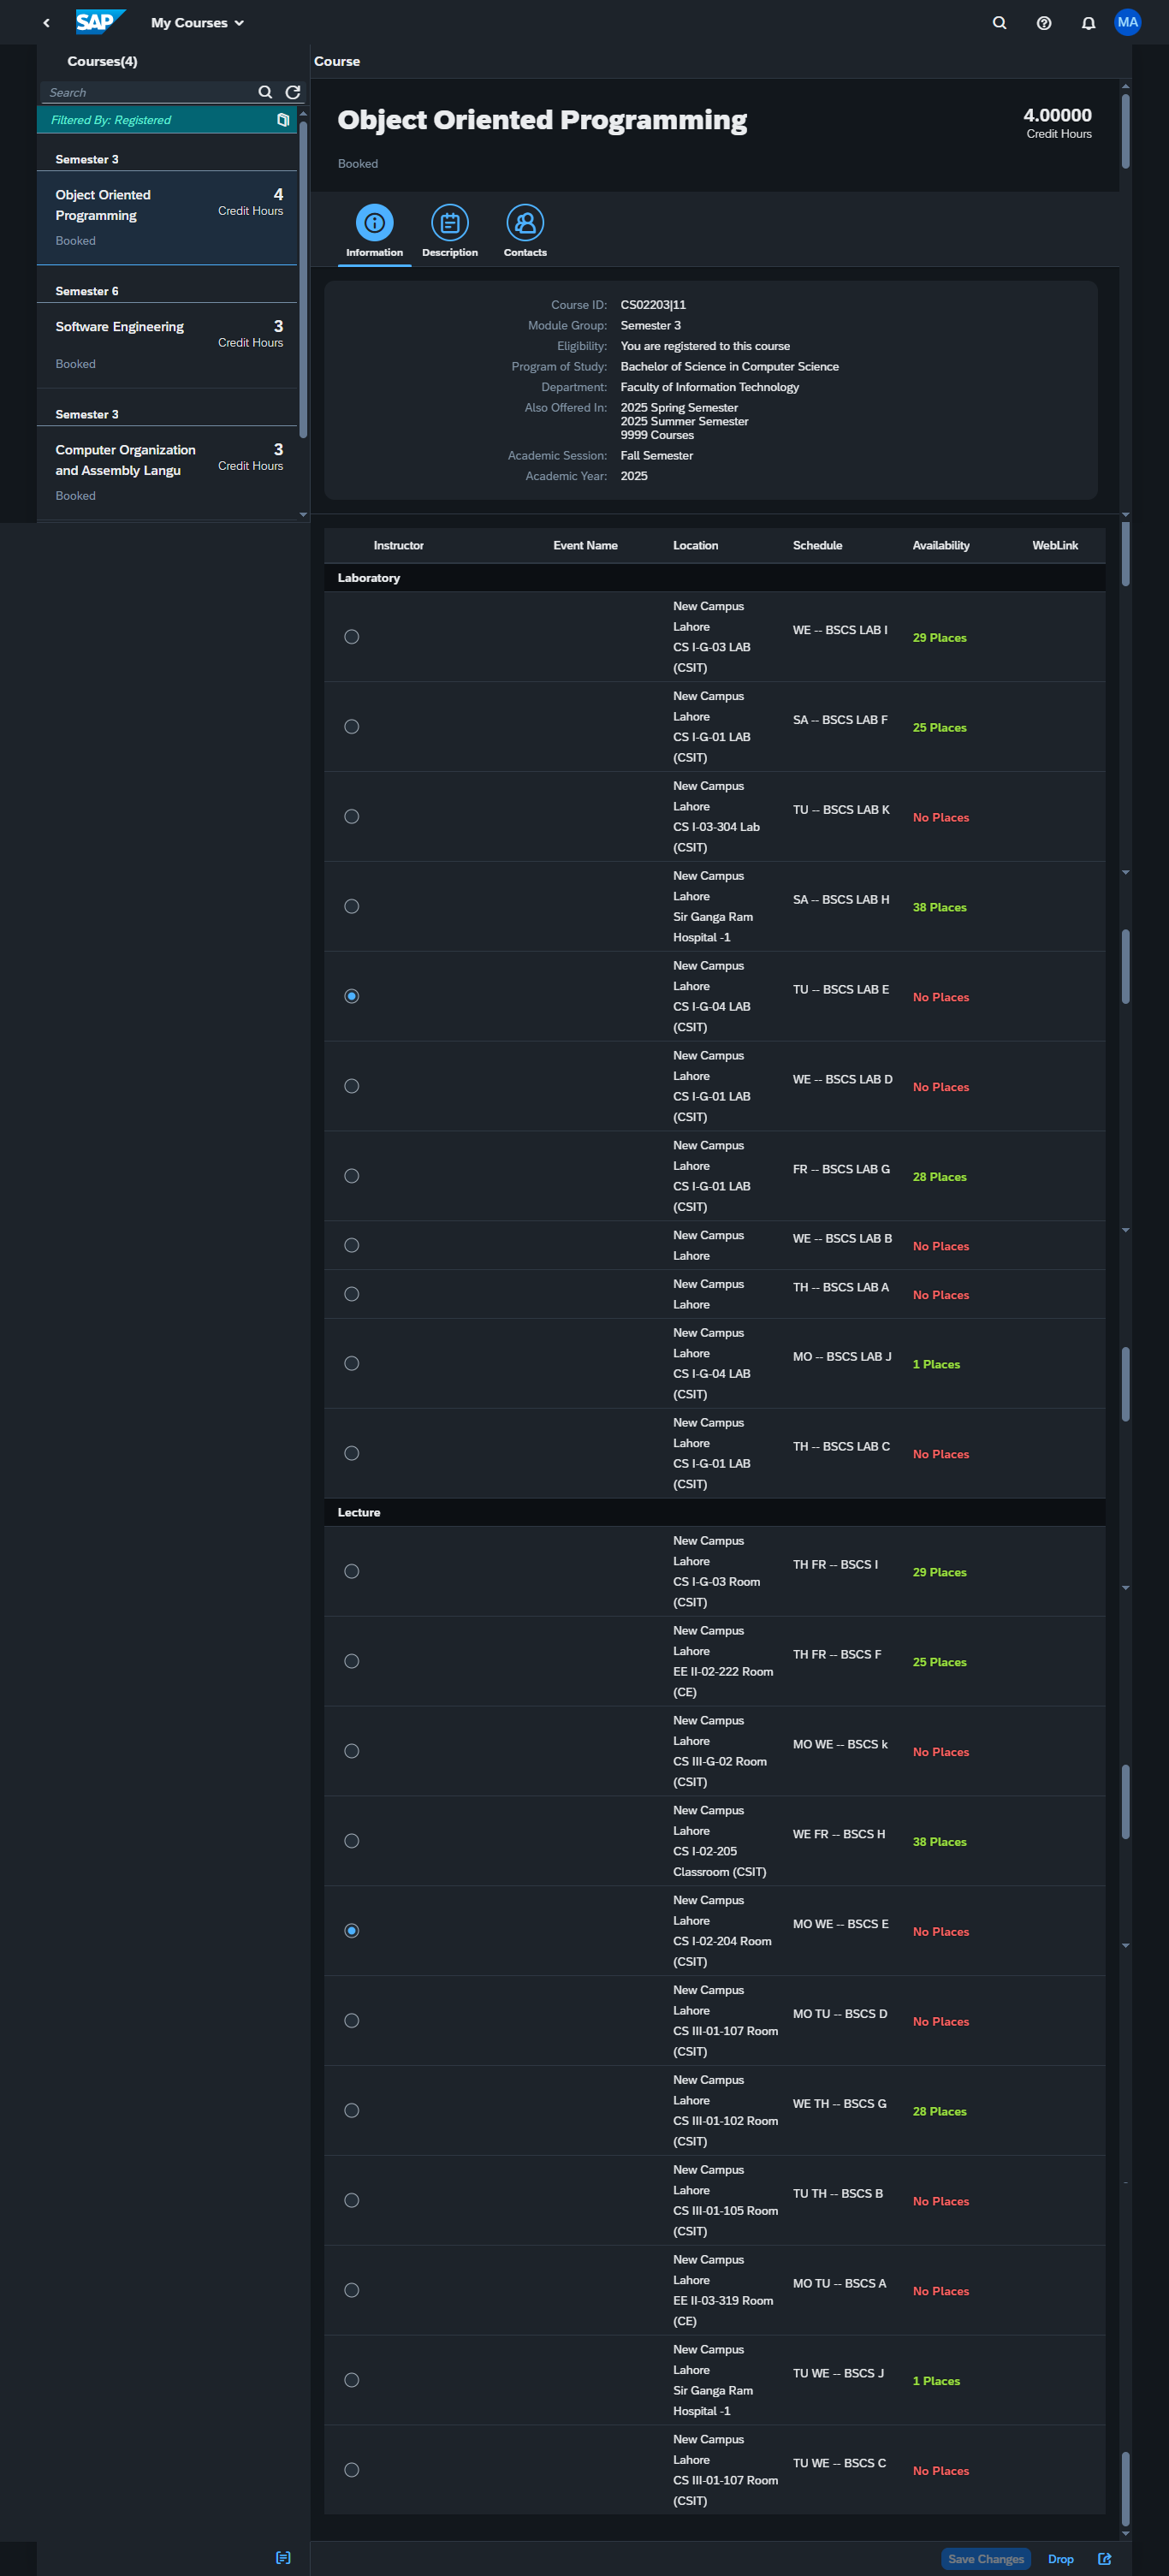 SAP My Courses MA
Courses(4)
Search
Filtered By: Registered
Semester 3
Object Oriented 4
Programming Credit Hours
Booked
Semester 6
Software Engineering 3
Credit Hours
Booked
Semester 3
Computer Organization 3
and Assembly Langu Credit Hours
Booked
Course
Object Oriented Programming 4.00000
Credit Hours
Booked
Information Description Contacts
Course ID: CS02203|11
Module Group: Semester 3
Eligibility: You are registered to this course
Program of Study: Bachelor of Science in Computer Science
Department: Faculty of Information Technology
Also Offered In: 2025 Spring Semester
2025 Summer Semester
9999 Courses
Academic Session: Fall Semester
Academic Year: 2025
Instructor Event Name Location Schedule Availability WebLink
Laboratory
New Campus
Lahore
CS I-G-03 LAB
(CSIT)
WE -- BSCS LAB I
29 Places
New Campus
Lahore
CS I-G-01 LAB
(CSIT)
SA -- BSCS LAB F
25 Places
New Campus
Lahore
CS I-03-304 Lab
(CSIT)
TU -- BSCS LAB K
No Places
New Campus
Lahore
Sir Ganga Ram
Hospital -1
SA -- BSCS LAB H
38 Places
New Campus
Lahore
CS I-G-04 LAB
(CSIT)
TU -- BSCS LAB E
No Places
New Campus
Lahore
CS I-G-01 LAB
(CSIT)
WE -- BSCS LAB D
No Places
New Campus
Lahore
CS I-G-01 LAB
(CSIT)
FR -- BSCS LAB G
28 Places
New Campus
Lahore
WE -- BSCS LAB B
No Places
New Campus
Lahore
TH -- BSCS LAB A
No Places
New Campus
Lahore
CS I-G-04 LAB
(CSIT)
MO -- BSCS LAB J
1 Places
New Campus
Lahore
CS I-G-01 LAB
(CSIT)
TH -- BSCS LAB C
No Places
Lecture
New Campus
Lahore
CS I-G-03 Room
(CSIT)
TH FR -- BSCS I
29 Places
New Campus
Lahore
EE II-02-222 Room
(CE)
TH FR -- BSCS F
25 Places
New Campus
Lahore
CS III-G-02 Room
(CSIT)
MO WE -- BSCS k
No Places
New Campus
Lahore
CS I-02-205
Classroom (CSIT)
WE FR -- BSCS H
38 Places
New Campus
Lahore
CS I-02-204 Room
(CSIT)
MO WE -- BSCS E
No Places
New Campus
Lahore
CS III-01-107 Room
(CSIT)
MO TU -- BSCS D
No Places
New Campus
Lahore
CS III-01-102 Room
(CSIT)
WE TH -- BSCS G
28 Places
New Campus
Lahore
CS III-01-105 Room
(CSIT)
TU TH -- BSCS B
No Places
New Campus
Lahore
EE II-03-319 Room
(CE)
MO TU -- BSCS A
No Places
New Campus
Lahore
Sir Ganga Ram
Hospital -1
TU WE -- BSCS J
1 Places
New Campus
Lahore
CS III-01-107 Room
(CSIT)
TU WE -- BSCS C
No Places
Save Changes Drop